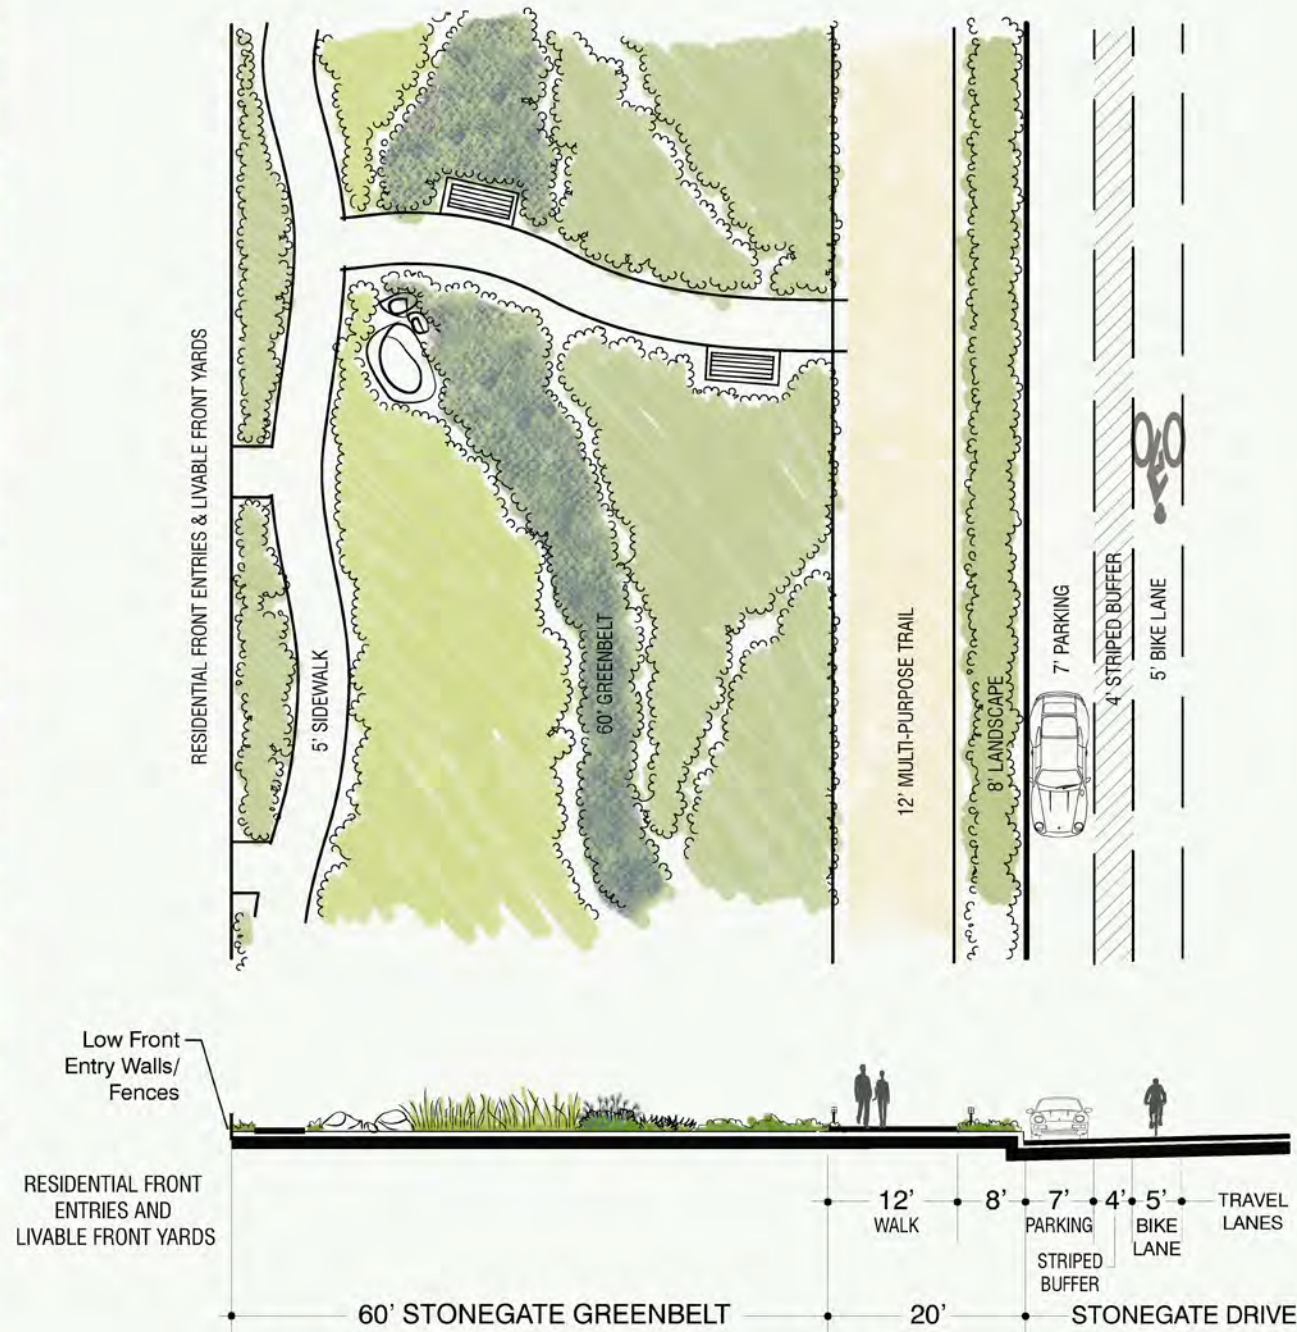 RESIDENTIAL FRONT ENTRIES & LIVABLE FRONT YARDS
5' SIDEWALK
60' GREENBELT
12' MULTI-PURPOSE TRAIL
8' LANDSCAPE
7' PARKING
4' STRIPED BUFFER
5' BIKE LANE
Low Front
Entry Walls/
Fences
RESIDENTIAL FRONT
ENTRIES AND
LIVABLE FRONT YARDS
12'
WALK
8'
7'
PARKING
4'
STRIPED
BUFFER
5'
BIKE
LANE
TRAVEL
LANES
60' STONEGATE GREENBELT
20'
STONEGATE DRIVE